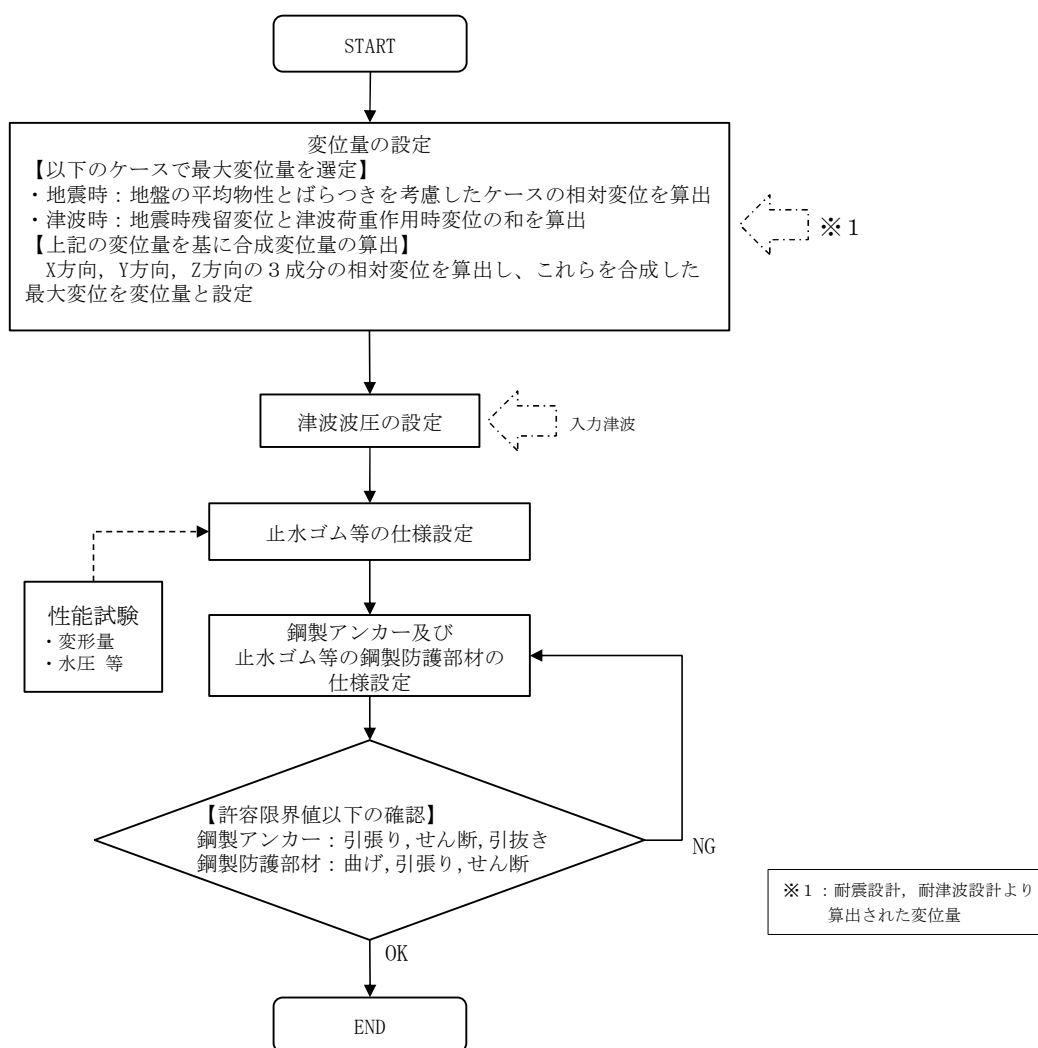 START
変位量の設定
【以下のケースで最大変位量を選定】
・地震時：地盤の平均物性とばらつきを考慮したケースの相対変位を算出
・津波時：地震時残留変位と津波荷重作用時変位の和を算出
【上記の変位量を基に合成変位量の算出】
X方向，Y方向，Z方向の３成分の相対変位を算出し、これらを合成した
最大変位を変位量と設定
※１
津波波圧の設定
入力津波
止水ゴム等の仕様設定
性能試験
・変形量
・水圧 等
鋼製アンカー及び
止水ゴム等の鋼製防護部材の
仕様設定
【許容限界値以下の確認】
鋼製アンカー：引張り,せん断,引抜き
鋼製防護部材：曲げ,引張り,せん断
NG
OK
※１：耐震設計，耐津波設計より
算出された変位量
END